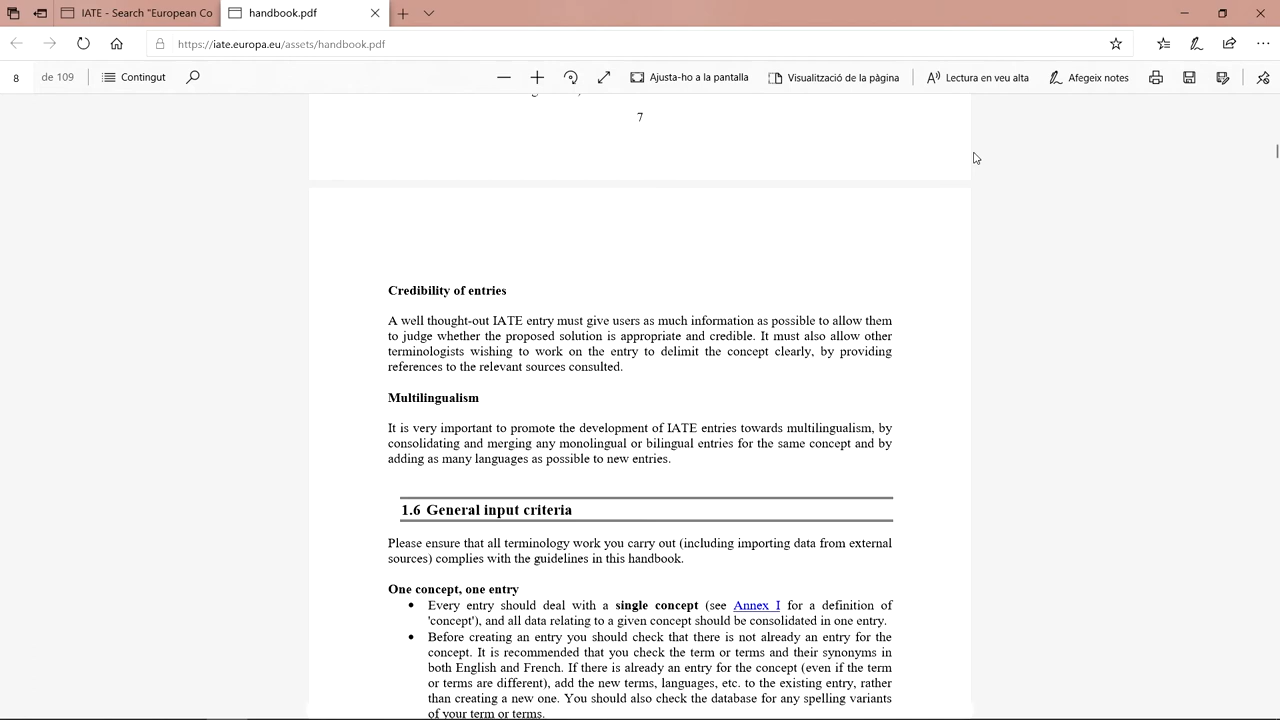 IATE - Search "European Co
handbook.pdf
https://iate.europa.eu/assets/handbook.pdf
8 de 109 Contingut Ajusta-ho a la pantalla Visualització de la pàgina Lectura en veu alta Afegeix notes
7
Credibility of entries
A well thought-out IATE entry must give users as much information as possible to allow them
to judge whether the proposed solution is appropriate and credible. It must also allow other
terminologists wishing to work on the entry to delimit the concept clearly, by providing
references to the relevant sources consulted.
Multilingualism
It is very important to promote the development of IATE entries towards multilingualism, by
consolidating and merging any monolingual or bilingual entries for the same concept and by
adding as many languages as possible to new entries.
1.6 General input criteria
Please ensure that all terminology work you carry out (including importing data from external
sources) complies with the guidelines in this handbook.
One concept, one entry
• Every entry should deal with a single concept (see Annex I for a definition of
'concept'), and all data relating to a given concept should be consolidated in one entry.
• Before creating an entry you should check that there is not already an entry for the
concept. It is recommended that you check the term or terms and their synonyms in
both English and French. If there is already an entry for the concept (even if the term
or terms are different), add the new terms, languages, etc. to the existing entry, rather
than creating a new one. You should also check the database for any spelling variants
of your term or terms.